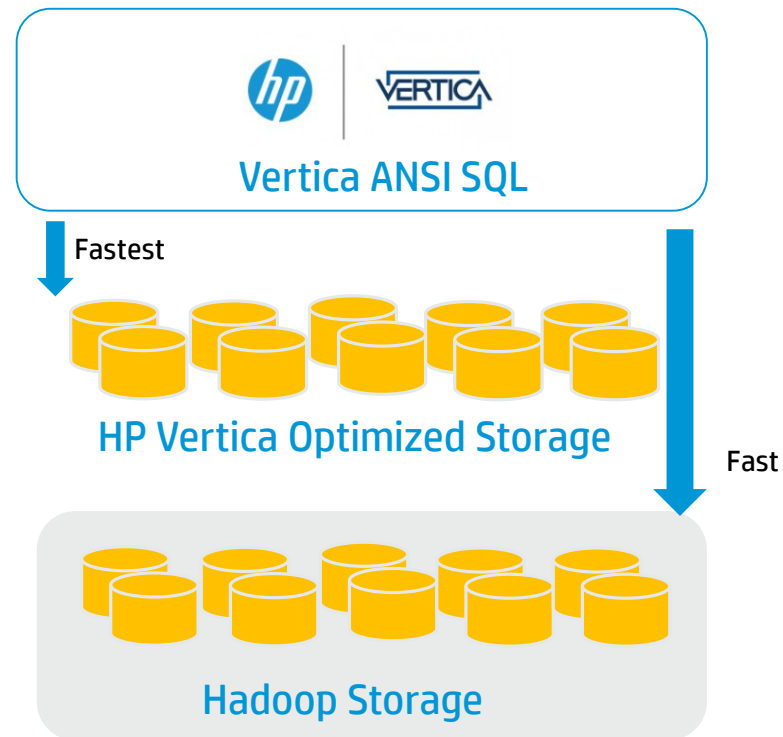 hp
VERTICA
Vertica ANSI SQL
Fastest
HP Vertica Optimized Storage
Fast
Hadoop Storage